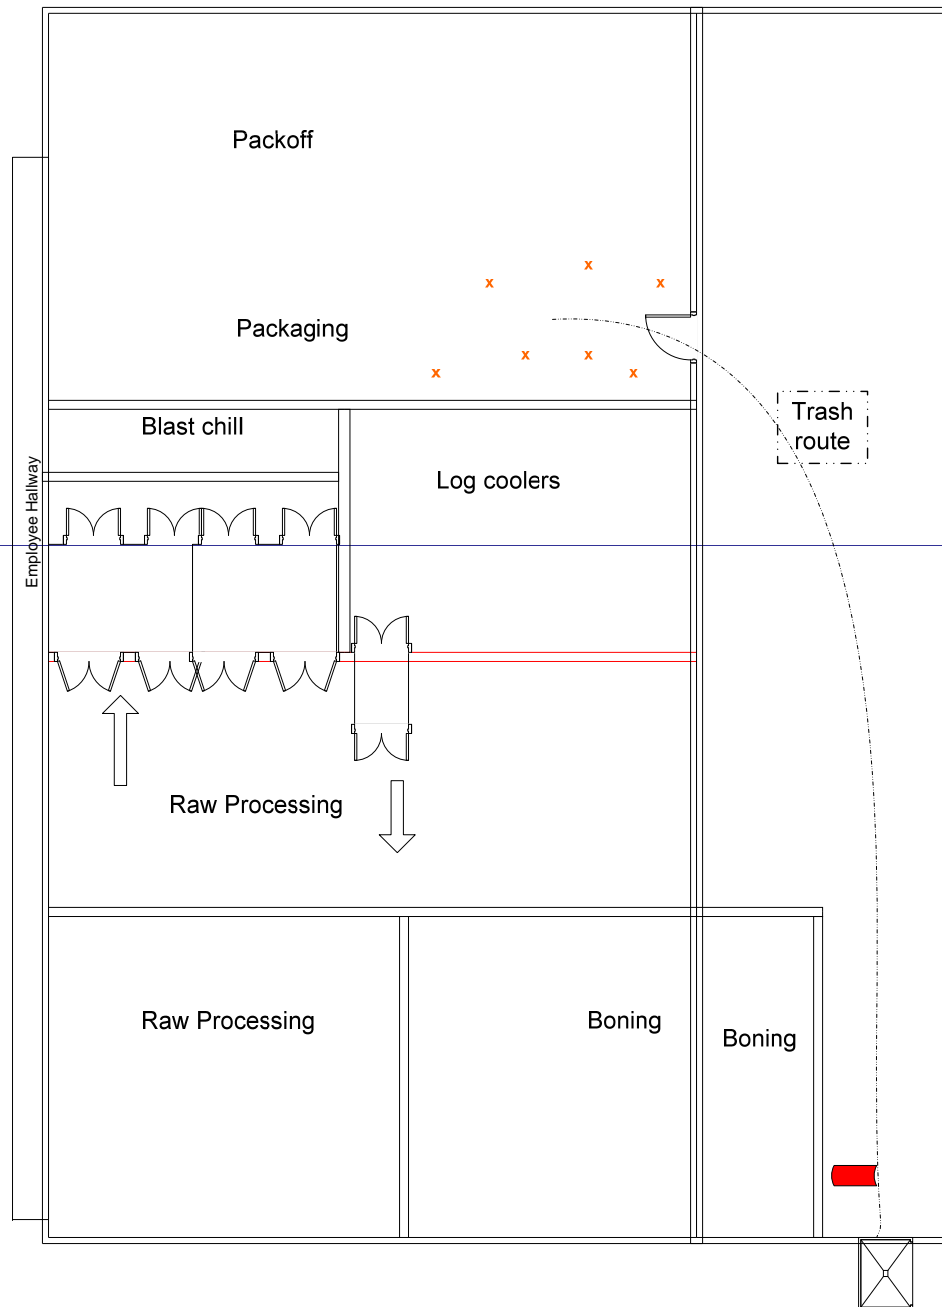 Packoff
x
x
x
Packaging
x
x
x
x
Trash
route
Blast chill
Log coolers
Employee Hallway
Raw Processing
Raw Processing
Boning
Boning